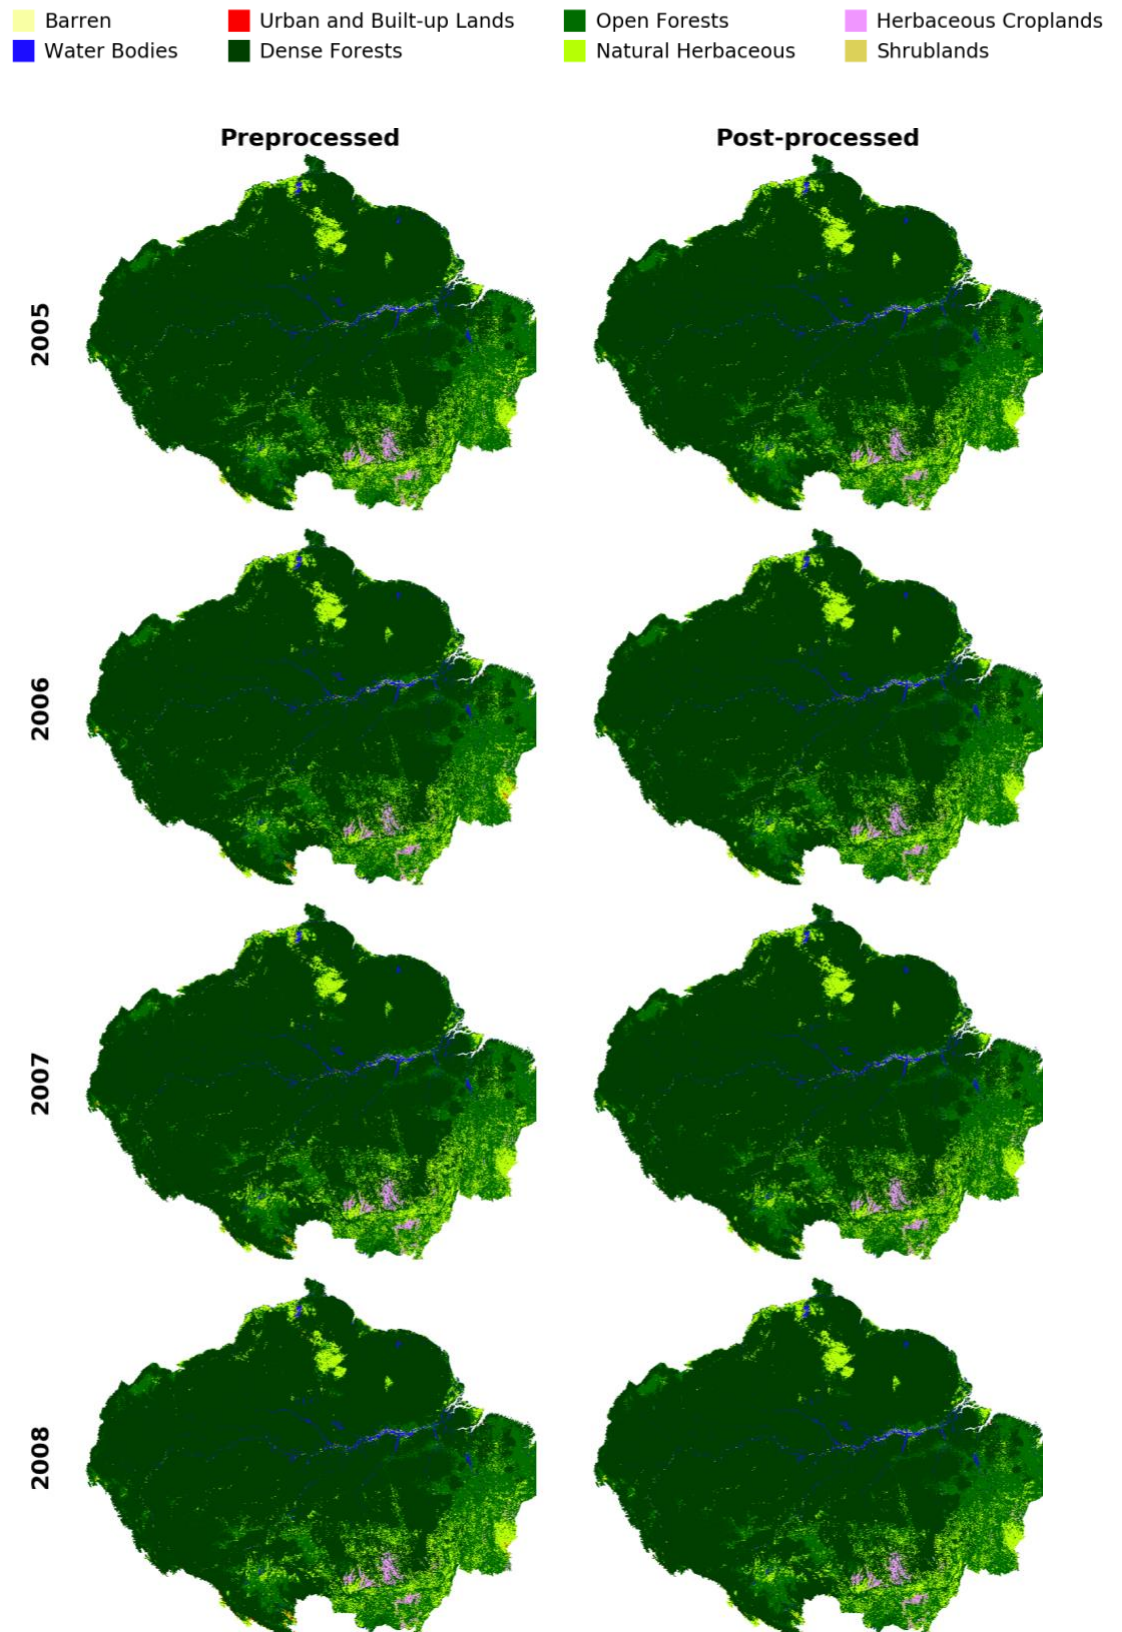 Barren Urban and Built-up Lands Open Forests Herbaceous Croplands
Water Bodies Dense Forests Natural Herbaceous Shrublands
Preprocessed Post-processed
2005
2006
2007
2008